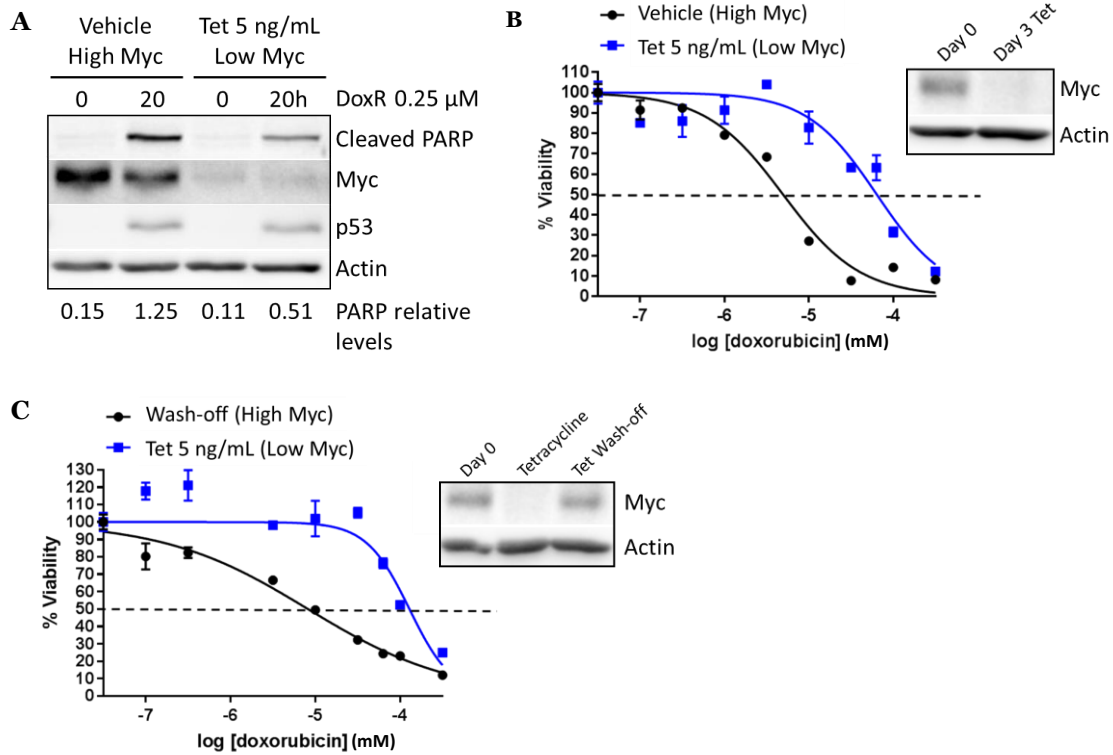 A
Vehicle
High Myc
Tet 5 ng/mL
Low Myc
0 20 0 20h DoxR 0.25 µM
Cleaved PARP
Myc
p53
Actin
0.15 1.25 0.11 0.51 PARP relative
levels
B
Vehicle (High Myc)
Tet 5 ng/mL (Low Myc)
110
100
90
80
70
60
50
40
30
20
10
0
% Viability
-7 -6 -5 -4
log [doxorubicin] (mM)
Day 0
Day 3 Tet
Myc
Actin
C
Wash-off (High Myc)
Tet 5 ng/mL (Low Myc)
130
120
110
100
90
80
70
60
50
40
30
20
10
0
% Viability
-7 -6 -5 -4
log [doxorubicin] (mM)
Day 0
Tetracycline
Tet Wash-off
Myc
Actin